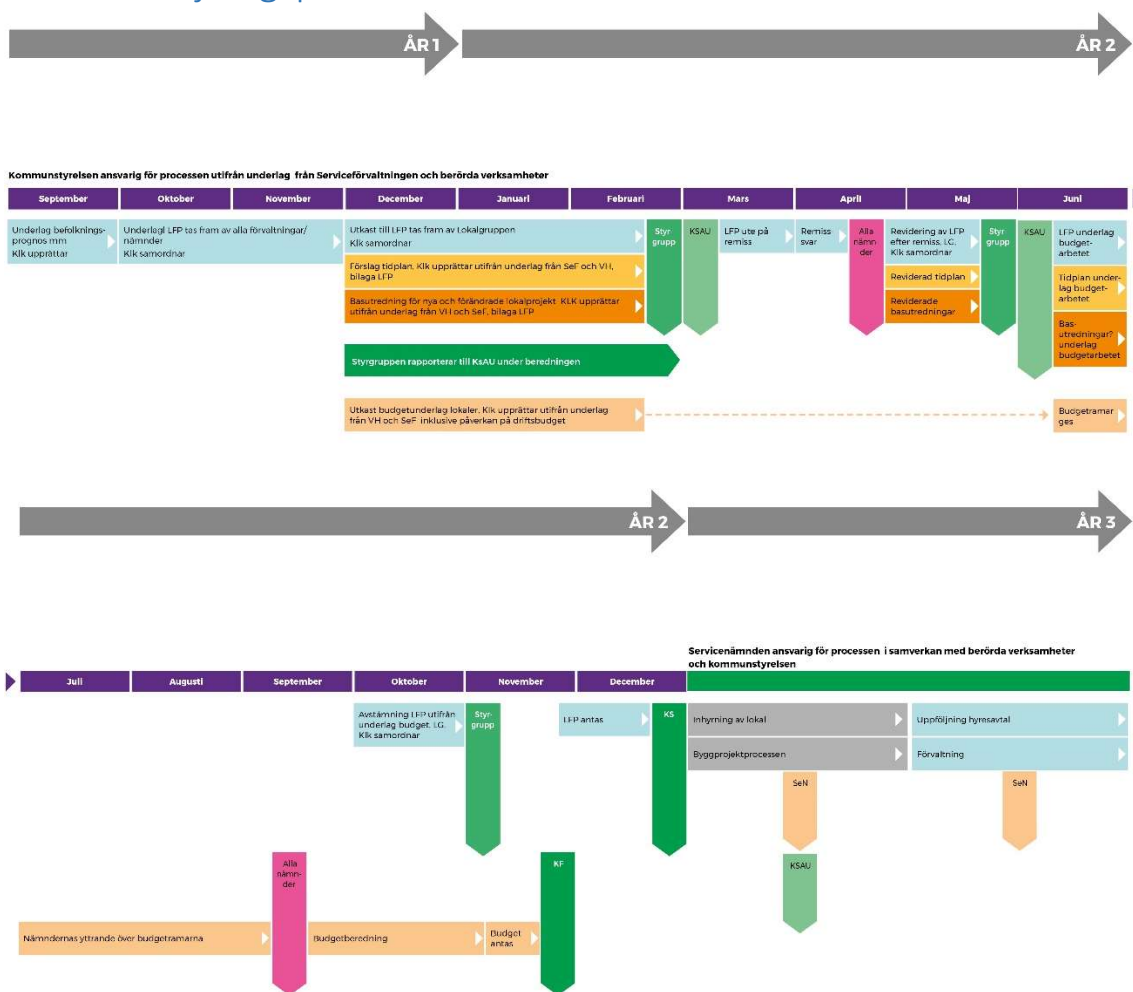 ÅR 1
ÅR 2
Kommunstyrelsen ansvarig för processen utifrån underlag från Serviceförvaltningen och berörda verksamheter
September
Oktober
November
December
Januari
Februari
Mars
April
Maj
Juni
Underlag befolknings-
prognos mm
Klk upprättar
Underlagl LFP tas fram av alla förvaltningar/
nämnder
Klk samordnar
Utkast till LFP tas fram av Lokalgruppen
Klk samordnar
Styr
grupp
KSAU
LFP ute på
remiss
Remiss
svar
Alla
nämn
der
Revidering av LFP
efter remiss. LG.
Klk samordnar
Styr
grupp
KSAU
LFP underlag
budget-
arbetet
Förslag tidplan, Klk upprättar utifrån underlag från SeF och VH,
bilaga LFP
Reviderad tidplan
Tidplan under-
lag budget-
arbetet
Basutredning för nya och förändrade lokalprojekt KLK upprättar
utifrån underlag från VH och SeF, bilaga LFP
Reviderade
basutredningar
Bas-
utredningar?
underlag
budgetarbetet
Styrgruppen rapporterar till KsAU under beredningen
Utkast budgetunderlag lokaler. Klk upprättar utifrån underlag
från VH och SeF inklusive påverkan på driftsbudget
Budgetramar
ges
ÅR 2
ÅR 3
Servicenämnden ansvarig för processen i samverkan med berörda verksamheter
och kommunstyrelsen
Juli
Augusti
September
Oktober
November
December
Avstämning LFP utifrån
underlag budget. LG.
Klk samordnar
Styr-
grupp
LFP antas
KS
Inhyrning av lokal
Uppföljning hyresavtal
Byggprojektprocessen
Förvaltning
SeN
SeN
Alla
nämn-
der
KF
KSAU
Nämndernas yttrande över budgetramarna
Budgetberedning
Budget
antas